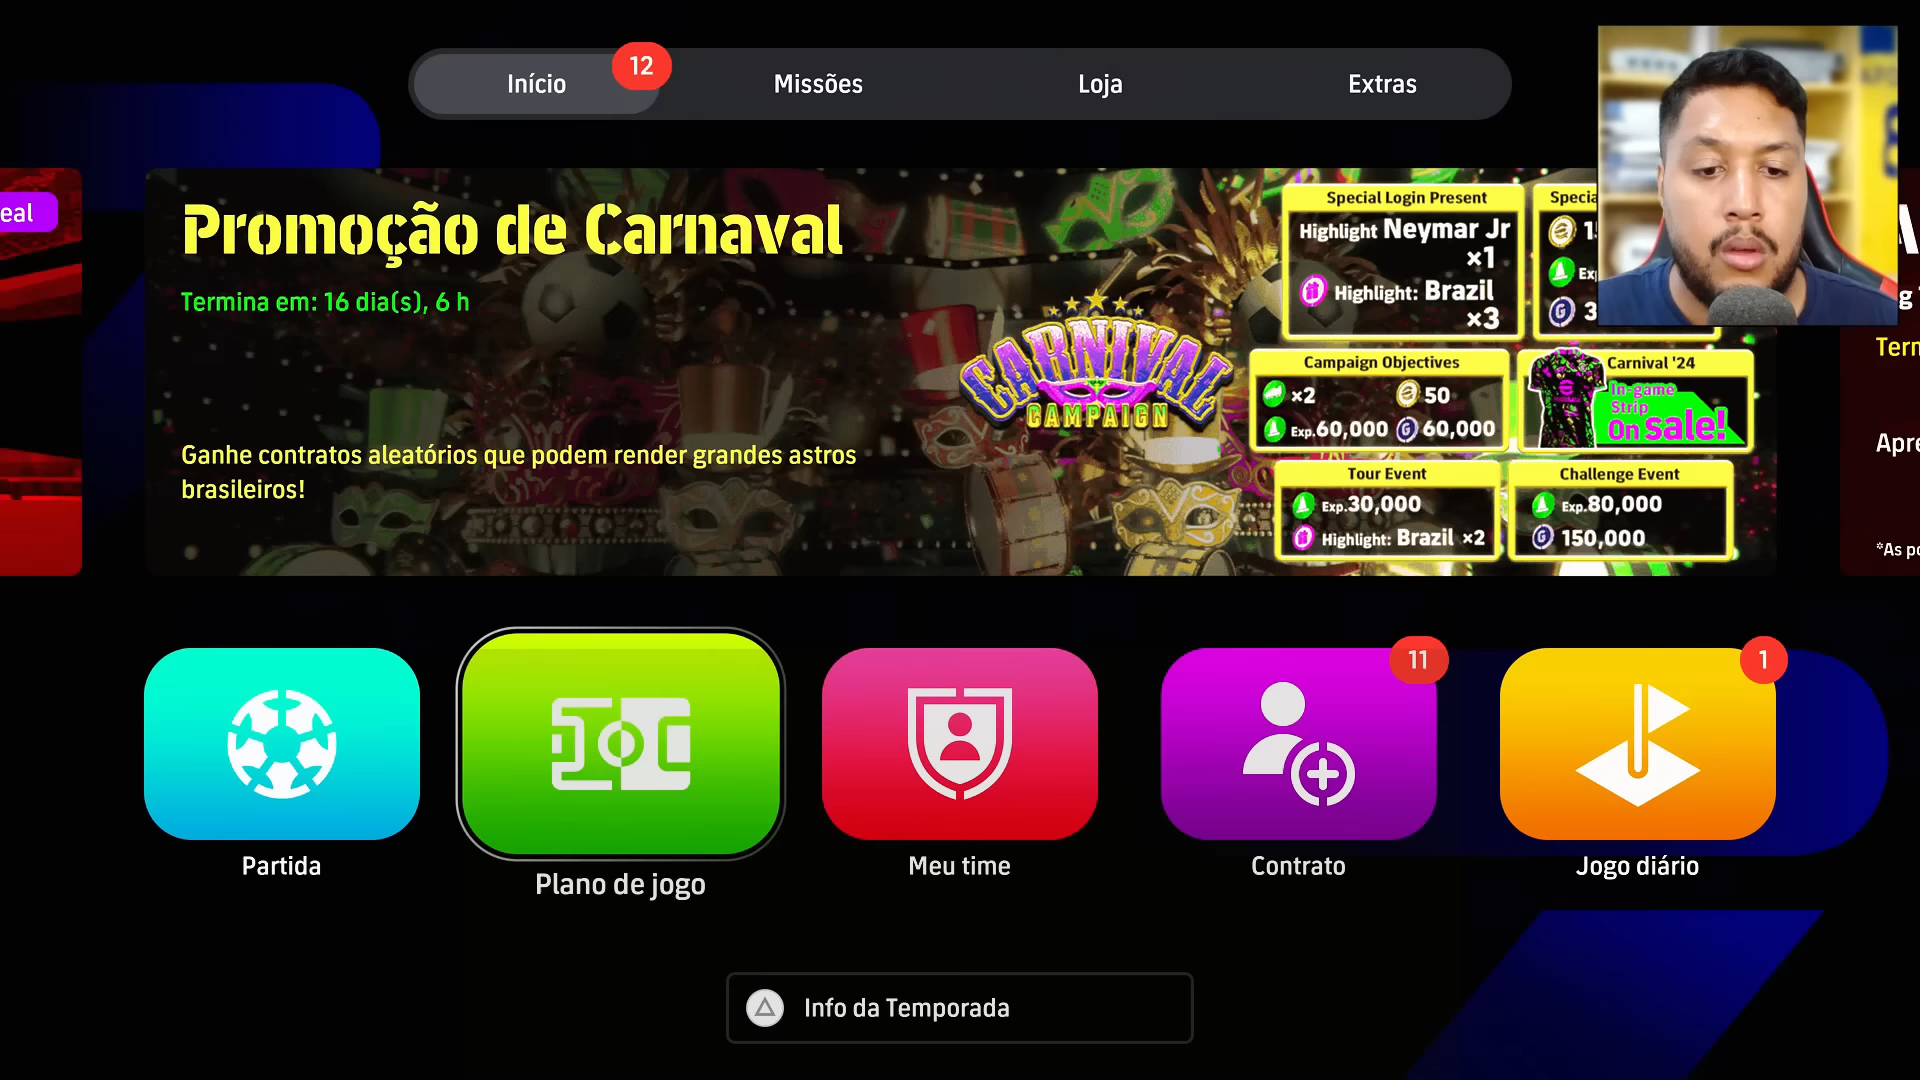 Início
12
Missões
Loja
Extras
eal
Promoção de Carnaval
Termina em: 16 dia(s), 6 h
Ganhe contratos aleatórios que podem render grandes astros
brasileiros!
CARNIVAL
CAMPAIGN
Special Login Present
Highlight Neymar Jr
×1
Highlight: Brazil
×3
Campaign Objectives
×2
50
Exp.60,000
60,000
Carnival '24
In-game
Strip
On sale!
Tour Event
Exp.30,000
Highlight: Brazil ×2
Challenge Event
Exp.80,000
150,000
Partida
Plano de jogo
Meu time
11
Contrato
1
Jogo diário
Info da Temporada